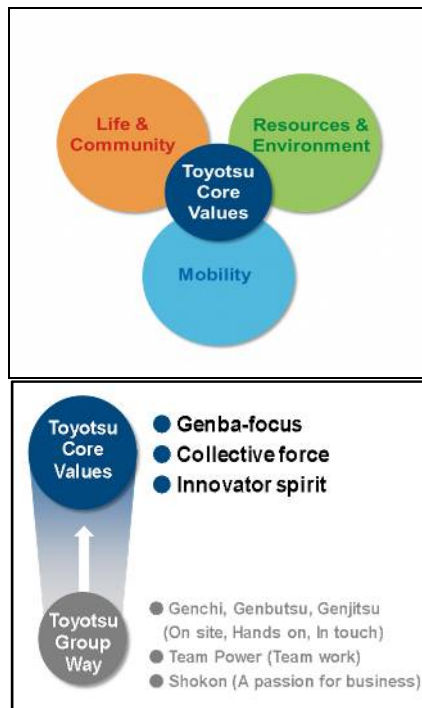 Life &
Community
Resources &
Environment
Toyotsu
Core
Values
Mobility
Toyotsu
Core
Values
Genba-focus
Collective force
Innovator spirit
Toyotsu
Group
Way
Genchi, Genbutsu, Genjitsu
(On site, Hands on, In touch)
Team Power (Team work)
Shokon (A passion for business)